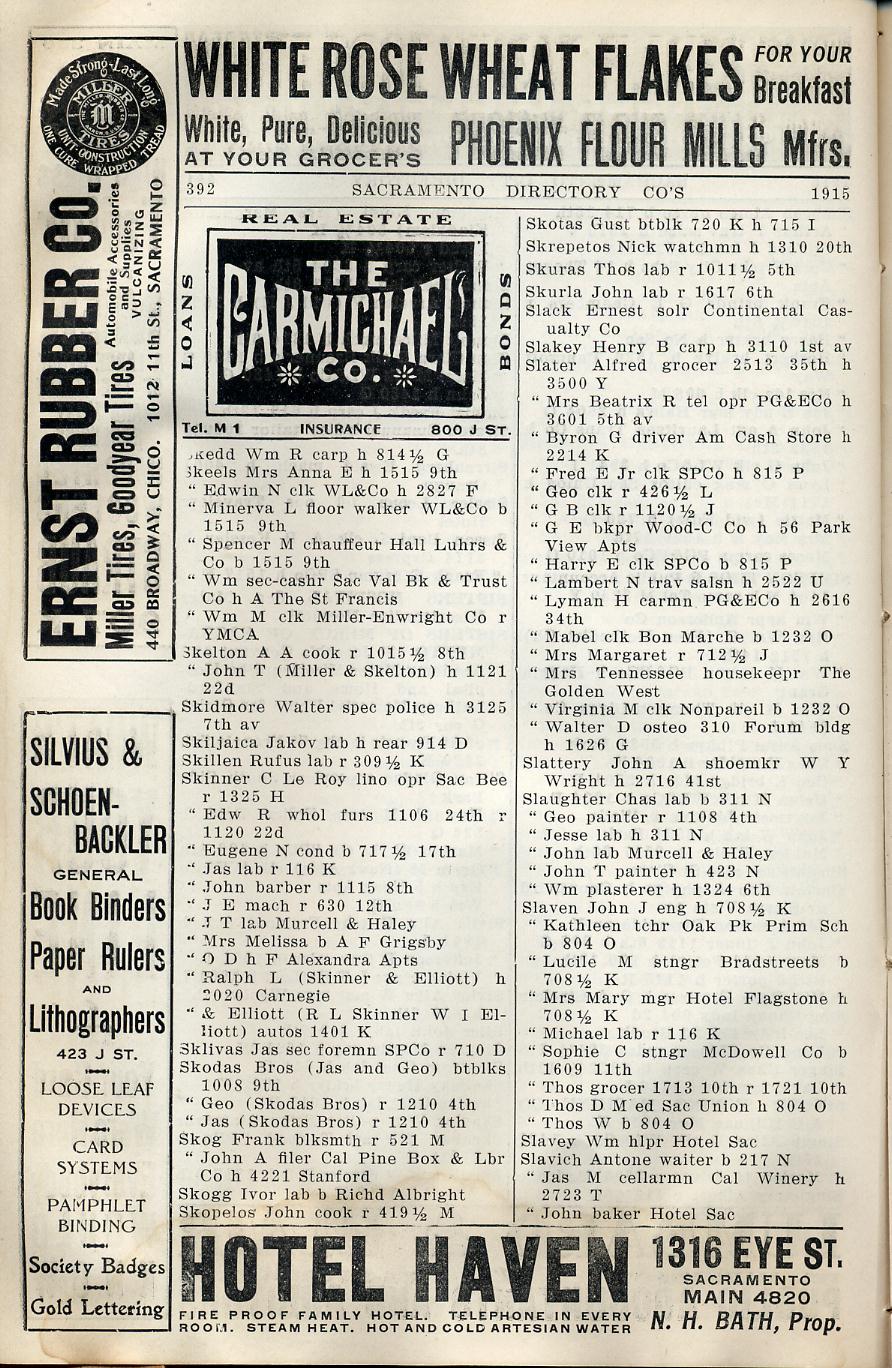 WHITE ROSE WHEAT FLAKES FOR YOUR Breakfast
White, Pure, Delicious
AT YOUR GROCER'S
PHOENIX FLOUR MILLS Mfrs.
Made Strong-Last Long
MILLER
M
TIRES
UNIT CONSTRUCTION
ONE CURE WRAPPED TREAD
ERNST RUBBER CO.
Miller Tires, Goodyear Tires
Automobile Accessories
and Supplies
VULCANIZING
440 BROADWAY, CHICO. 1012 11th St., SACRAMENTO
SILVIUS &
SCHOEN-
BACKLER
GENERAL
Book Binders
Paper Rulers
AND
Lithographers
423 J ST.
LOOSE LEAF
DEVICES
CARD
SYSTEMS
PAMPHLET
BINDING
Society Badges
Gold Lettering
392 SACRAMENTO DIRECTORY CO'S 1915
REAL ESTATE
LOANS
THE
CARMICHAEL
CO.
BONDS
Tel. M 1 INSURANCE 800 J ST.
Skedd Wm R carp h 814½ G
Skeels Mrs Anna E h 1515 9th
" Edwin N clk WL&Co h 2827 F
" Minerva L floor walker WL&Co b
1515 9th
" Spencer M chauffeur Hall Luhrs &
Co b 1515 9th
" Wm sec-cashr Sac Val Bk & Trust
Co h A The St Francis
" Wm M clk Miller-Enwright Co r
YMCA
Skelton A A cook r 1015½ 8th
" John T (Miller & Skelton) h 1121
22d
Skidmore Walter spec police h 3125
7th av
Skiljaica Jakov lab h rear 914 D
Skillen Rufus lab r 309½ K
Skinner C Le Roy lino opr Sac Bee
r 1325 H
" Edw R whol furs 1106 24th r
1120 22d
" Eugene N cond b 717½ 17th
" Jas lab r 116 K
" John barber r 1115 8th
" J E mach r 630 12th
" J T lab Murcell & Haley
" Mrs Melissa b A F Grigsby
" O D h F Alexandra Apts
" Ralph L (Skinner & Elliott) h
2020 Carnegie
" & Elliott (R L Skinner W I El-
liott) autos 1401 K
Sklivas Jas sec foremn SPCo r 710 D
Skodas Bros (Jas and Geo) btblks
1008 9th
" Geo (Skodas Bros) r 1210 4th
" Jas (Skodas Bros) r 1210 4th
Skog Frank blksmth r 521 M
" John A filer Cal Pine Box & Lbr
Co h 4221 Stanford
Skogg Ivor lab b Richd Albright
Skopelos John cook r 419½ M
Skotas Gust btblk 720 K h 715 I
Skrepetos Nick watchmn h 1310 20th
Skuras Thos lab r 1011½ 5th
Skurla John lab r 1617 6th
Slack Ernest solr Continental Cas-
ualty Co
Slakey Henry B carp h 3110 1st av
Slater Alfred grocer 2513 35th h
3500 Y
" Mrs Beatrix R tel opr PG&ECo h
3601 5th av
" Byron G driver Am Cash Store h
2214 K
" Fred E Jr clk SPCo h 815 P
" Geo clk r 426½ L
" G B clk r 1120½ J
" G E bkpr Wood-C Co h 56 Park
View Apts
" Harry E clk SPCo b 815 P
" Lambert N trav salsn h 2522 U
" Lyman H carmn PG&ECo h 2616
34th
" Mabel clk Bon Marche b 1232 O
" Mrs Margaret r 712½ J
" Mrs Tennessee housekeepr The
Golden West
" Virginia M clk Nonpareil b 1232 O
" Walter D osteo 310 Forum bldg
h 1626 G
Slattery John A shoemkr W Y
Wright h 2716 41st
Slaughter Chas lab b 311 N
" Geo painter r 1108 4th
" Jesse lab h 311 N
" John lab Murcell & Haley
" John T painter h 423 N
" Wm plasterer h 1324 6th
Slaven John J eng h 708½ K
" Kathleen tchr Oak Pk Prim Sch
b 804 O
" Lucile M stngr Bradstreets b
708½ K
" Mrs Mary mgr Hotel Flagstone h
708½ K
" Michael lab r 116 K
" Sophie C stngr McDowell Co b
1609 11th
" Thos grocer 1713 10th r 1721 10th
" Thos D M ed Sac Union h 804 O
" Thos W b 804 O
Slavey Wm hlpr Hotel Sac
Slavich Antone waiter b 217 N
" Jas M cellarmn Cal Winery h
2723 T
" John baker Hotel Sac
HOTEL HAVEN
FIRE PROOF FAMILY HOTEL. TELEPHONE IN EVERY
ROOM. STEAM HEAT. HOT AND COLD ARTESIAN WATER
1316 EYE ST.
SACRAMENTO
MAIN 4820
N. H. BATH, Prop.